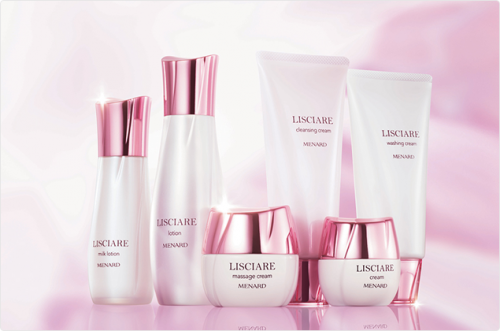 LISCIARE
milk lotion
MENARD
LISCIARE
lotion
MENARD
LISCIARE
massage cream
MENARD
LISCIARE
cleansing cream
MENARD
LISCIARE
cream
MENARD
LISCIARE
washing cream
MENARD